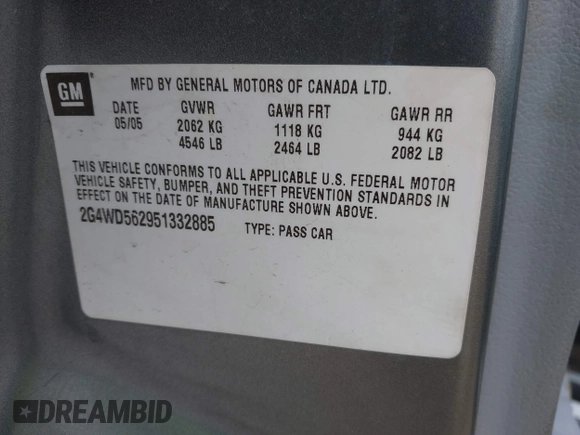 GM
MFD BY GENERAL MOTORS OF CANADA LTD.
DATE GVWR GAWR FRT GAWR RR
05/05 2062 KG 1118 KG 944 KG
4546 LB 2464 LB 2082 LB
THIS VEHICLE CONFORMS TO ALL APPLICABLE U.S. FEDERAL MOTOR
VEHICLE SAFETY, BUMPER, AND THEFT PREVENTION STANDARDS IN
EFFECT ON THE DATE OF MANUFACTURE SHOWN ABOVE.
2G4WD562951332885 TYPE: PASS CAR
DREAMBID